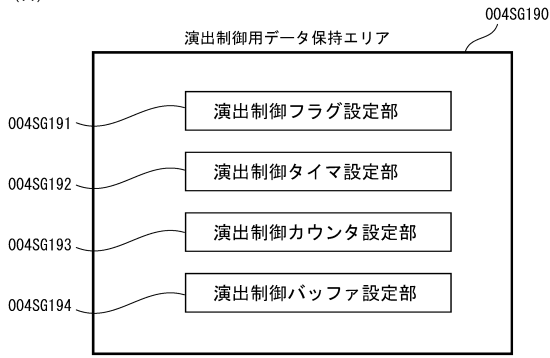 004SG190
演出制御用データ保持エリア
004SG191
演出制御フラグ設定部
004SG192
演出制御タイマ設定部
004SG193
演出制御カウンタ設定部
004SG194
演出制御バッファ設定部